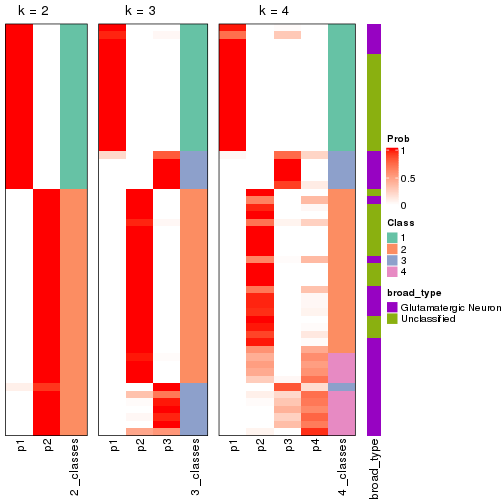 k = 2
k = 3
k = 4
Prob
1
0.5
0
Class
1
2
3
4
broad_type
Glutamatergic Neuron
Unclassified
p1
p2
2_classes
p1
p2
p3
3_classes
p1
p2
p3
p4
4_classes
broad_type